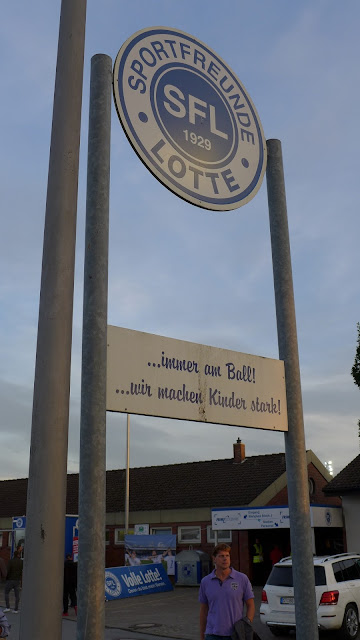 SPORTFREUNDE
SFL
1929
• LOTTE •
...immer am Ball!
...wir machen Kinder stark!
VOLLE Lotte!